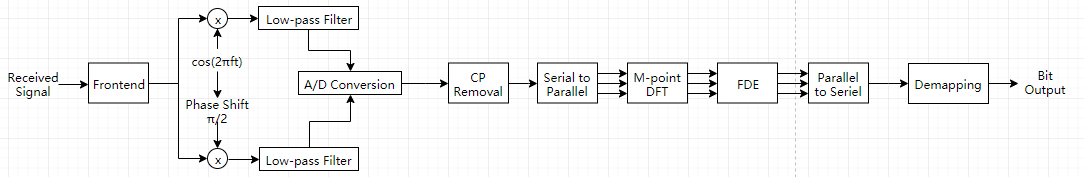 Received
Signal
Frontend
x
cos(2πft)
Phase Shift
π/2
x
Low-pass Filter
A/D Conversion
Low-pass Filter
CP
Removal
Serial to
Parallel
M-point
DFT
FDE
Parallel
to Seriel
Demapping
Bit
Output